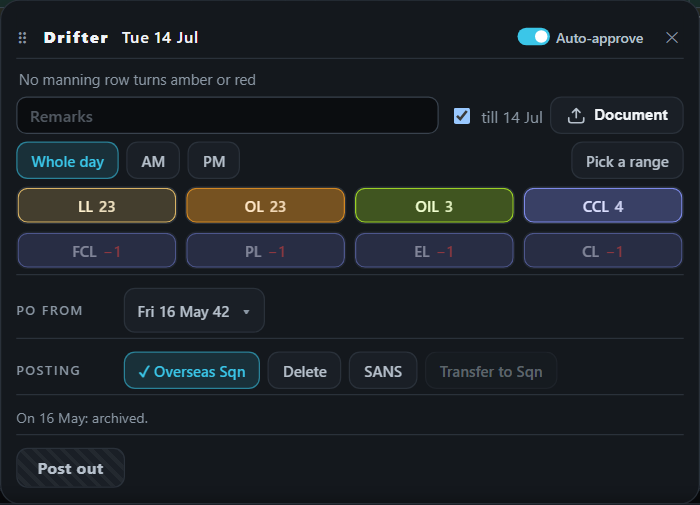 Drifter Tue 14 Jul Auto-approve
No manning row turns amber or red
Remarks till 14 Jul Document
Whole day AM PM Pick a range
LL 23 OL 23 OIL 3 CCL 4
FCL −1 PL −1 EL −1 CL −1
PO FROM Fri 16 May 42
POSTING ✓ Overseas Sqn Delete SANS Transfer to Sqn
On 16 May: archived.
Post out